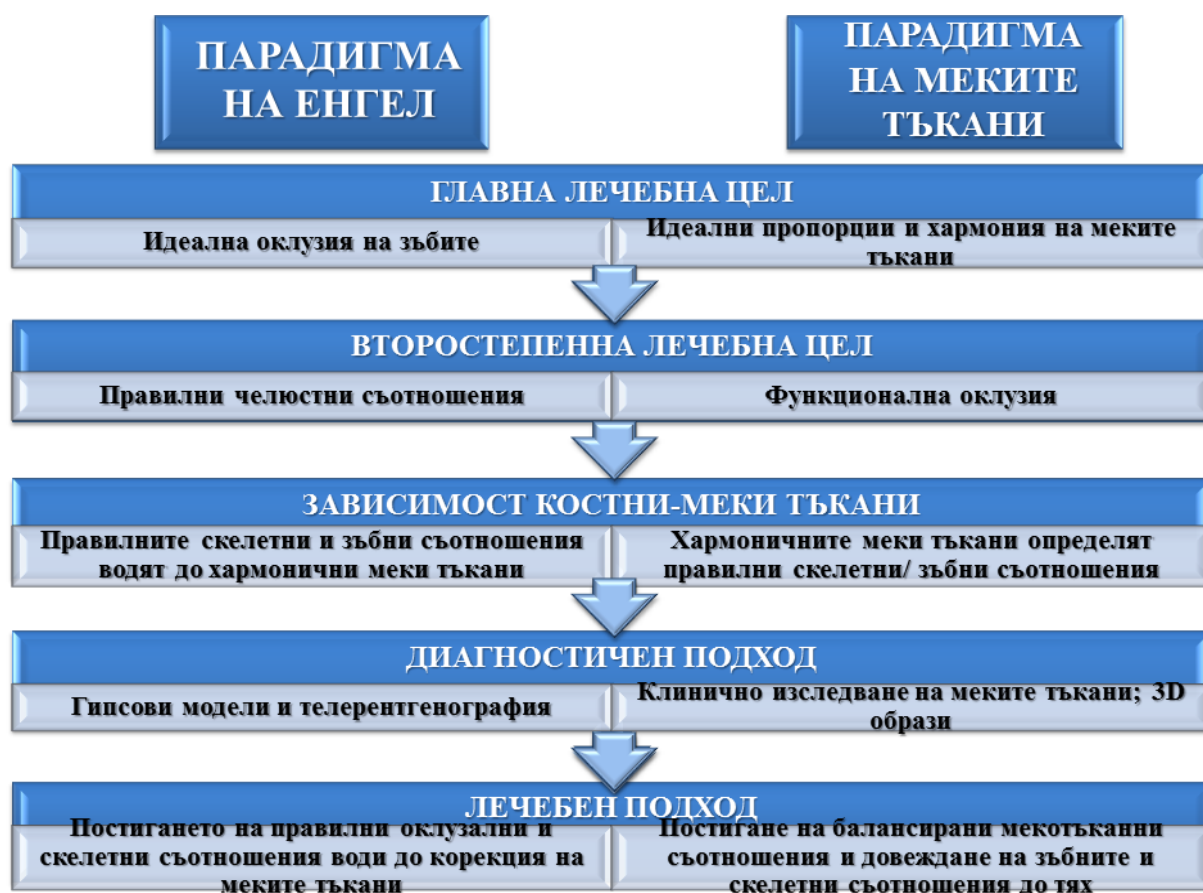 ПАРАДИГМА
НА ЕНГЕЛ
ПАРАДИГМА
НА МЕКИТЕ
ТЪКАНИ
ГЛАВНА ЛЕЧЕБНА ЦЕЛ
Идеална оклузия на зъбите
Идеални пропорции и хармония на меките
тъкани
ВТОРОСТЕПЕННА ЛЕЧЕБНА ЦЕЛ
Правилни челюстни съотношения
Функционална оклузия
ЗАВИСИМОСТ КОСТНИ-МЕКИ ТЪКАНИ
Правилните скелетни и зъбни съотношения
водят до хармонични меки тъкани
Хармоничните меки тъкани определят
правилни скелетни/ зъбни съотношения
ДИАГНОСТИЧЕН ПОДХОД
Гипсови модели и телерентгенография
Клинично изследване на меките тъкани; 3D
образи
ЛЕЧЕБЕН ПОДХОД
Постигането на правилни оклузални и
скелетни съотношения води до корекция на
меките тъкани
Постигане на балансирани мекотъканни
съотношения и довеждане на зъбните и
скелетни съотношения до тях